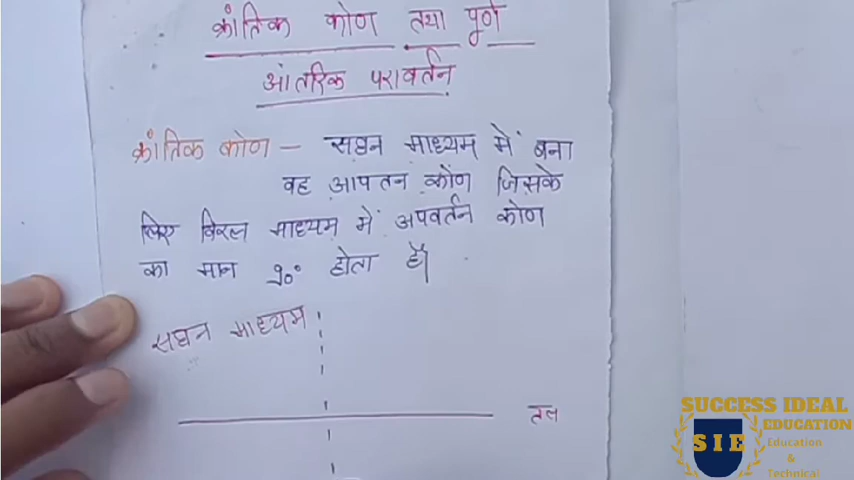 क्रांतिक कोण तथा पूर्ण
आंतरिक परावर्तन
क्रांतिक कोण – सघन माध्यम में बना
वह आपतन कोण जिसके
लिए विरल माध्यम में अपवर्तन कोण
का मान ९०° होता है।
सघन माध्यम
तल
SUCCESS IDEAL
EDUCATION
SIE
Education
&
Technical